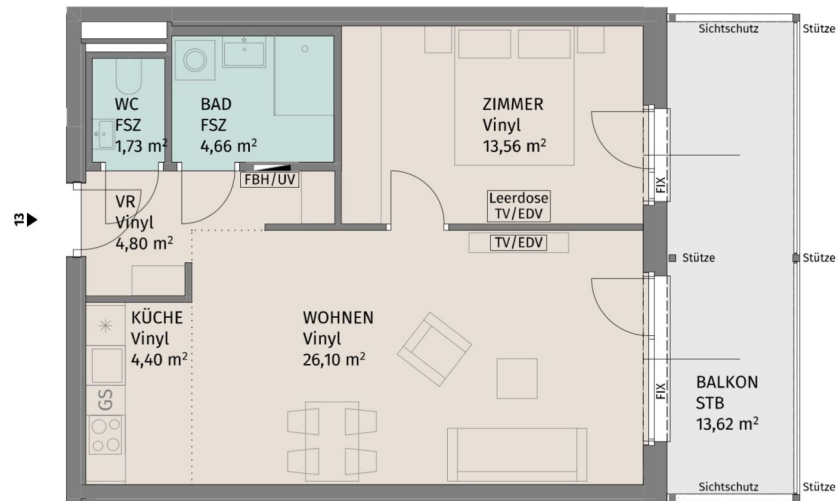 Sichtschutz
Stütze
WC
FSZ
1,73 m²
BAD
FSZ
4,66 m²
ZIMMER
Vinyl
13,56 m²
FBH/UV
FIX
Leerdose
TV/EDV
13
VR
Vinyl
4,80 m²
TV/EDV
Stütze
Stütze
KÜCHE
Vinyl
4,40 m²
WOHNEN
Vinyl
26,10 m²
GS
FIX
BALKON
STB
13,62 m²
Sichtschutz
Stütze